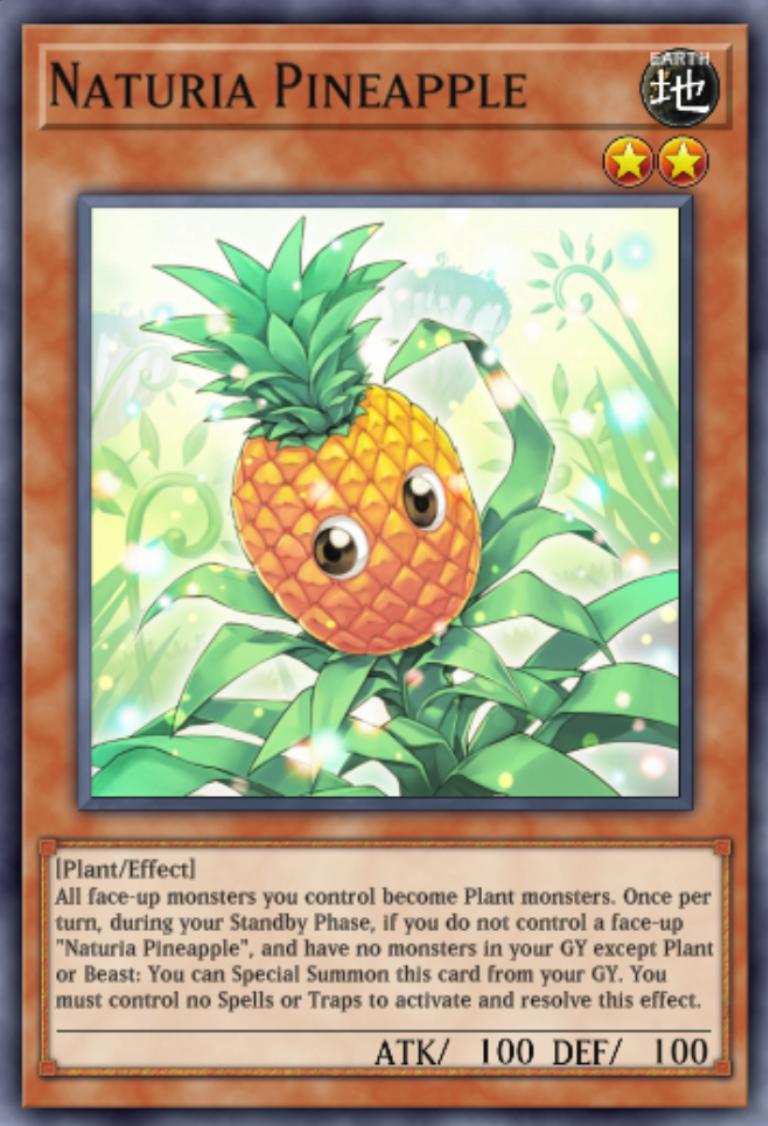 NATURIA PINEAPPLE
EARTH
地
[Plant/Effect]
All face-up monsters you control become Plant monsters. Once per
turn, during your Standby Phase, if you do not control a face-up
"Naturia Pineapple", and have no monsters in your GY except Plant
or Beast: You can Special Summon this card from your GY. You
must control no Spells or Traps to activate and resolve this effect.
ATK/ 100 DEF/ 100